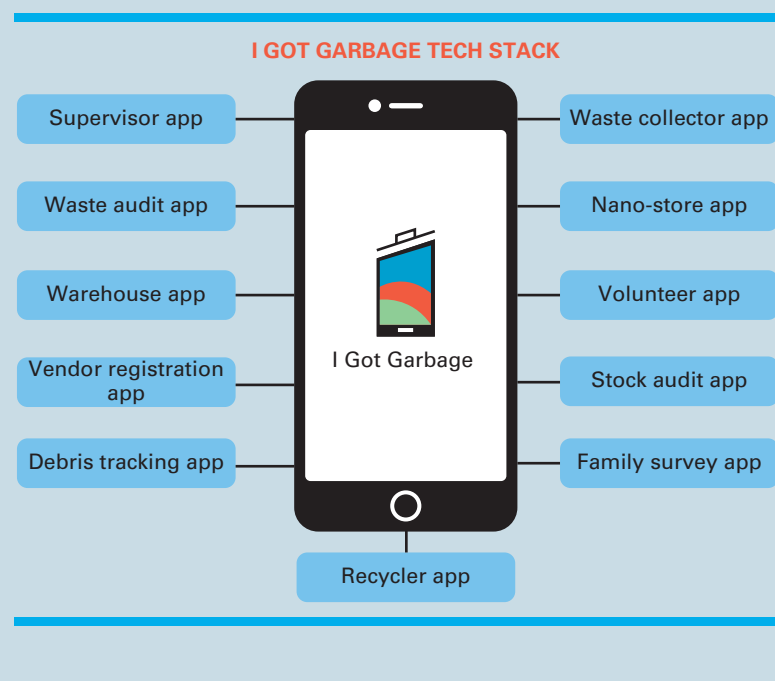 I GOT GARBAGE TECH STACK
Supervisor app
Waste audit app
Warehouse app
Vendor registration
app
Debris tracking app
I Got Garbage
Waste collector app
Nano-store app
Volunteer app
Stock audit app
Family survey app
Recycler app